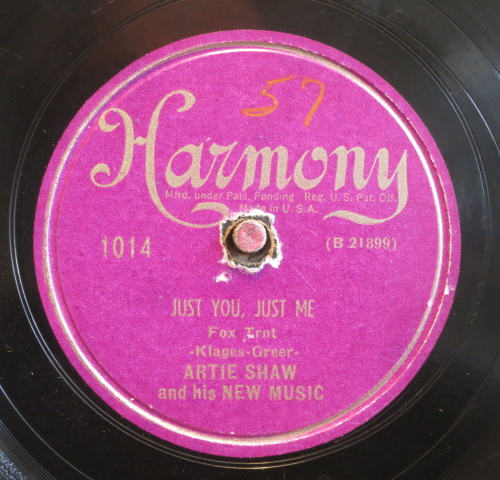 57
Harmony
Mfrd. under Pats. Pending Reg. U.S. Pat. Off.
Made in U.S.A.
1014 (B 21899)
JUST YOU, JUST ME
Fox Trot
-Klages-Greer-
ARTIE SHAW
and his NEW MUSIC